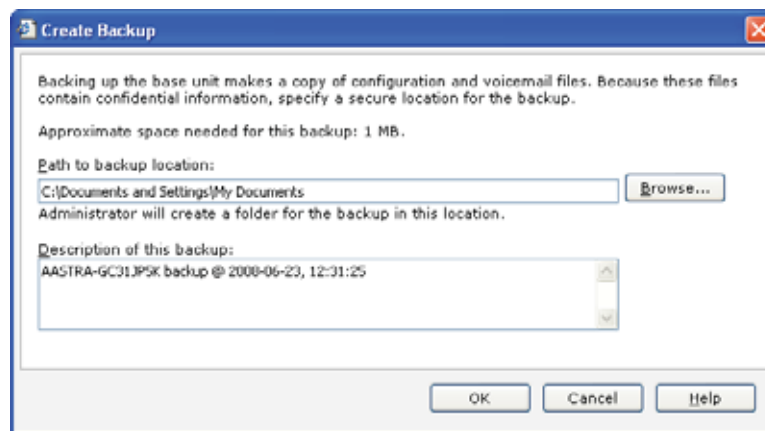 Create Backup
Backing up the base unit makes a copy of configuration and voicemail files. Because these files
contain confidential information, specify a secure location for the backup.
Approximate space needed for this backup: 1 MB.
Path to backup location:
C:\Documents and Settings\My Documents
Browse...
Administrator will create a folder for the backup in this location.
Description of this backup:
AASTRA-GC31JPSK backup @ 2008-06-23, 12:31:25
OK
Cancel
Help